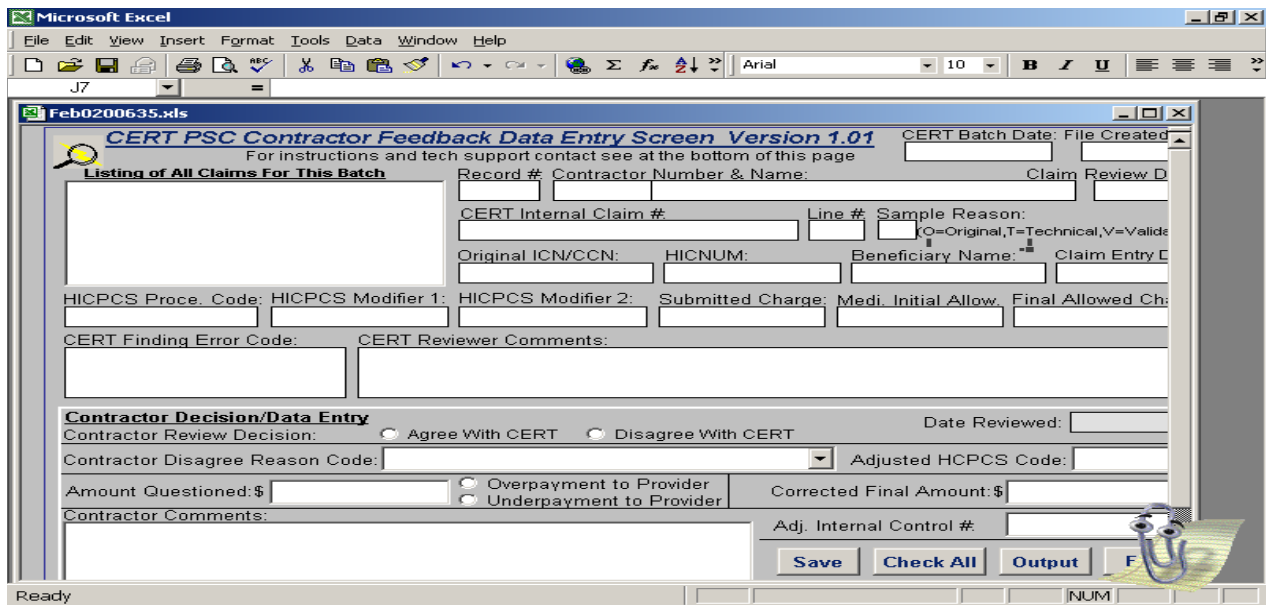 Microsoft Excel
File Edit View Insert Format Tools Data Window Help
ABC Σ fx Arial 10 B I U
J7 =
Feb0200635.xls
CERT PSC Contractor Feedback Data Entry Screen Version 1.01 CERT Batch Date: File Created
For instructions and tech support contact see at the bottom of this page
Listing of All Claims For This Batch Record #: Contractor Number & Name: Claim Review D
CERT Internal Claim #: Line #: Sample Reason:
(O=Original,T=Technical,V=Valida
Original ICN/CCN: HICNUM: Beneficiary Name: Claim Entry D
HICPCS Proce. Code: HICPCS Modifier 1: HICPCS Modifier 2: Submitted Charge: Medi. Initial Allow. Final Allowed Ch
CERT Finding Error Code: CERT Reviewer Comments:
Contractor Decision/Data Entry Date Reviewed:
Contractor Review Decision: Agree With CERT Disagree With CERT
Contractor Disagree Reason Code: Adjusted HCPCS Code:
Amount Questioned:$ Overpayment to Provider Corrected Final Amount:$
Underpayment to Provider
Contractor Comments: Adj. Internal Control #:
Save Check All Output F
Ready NUM